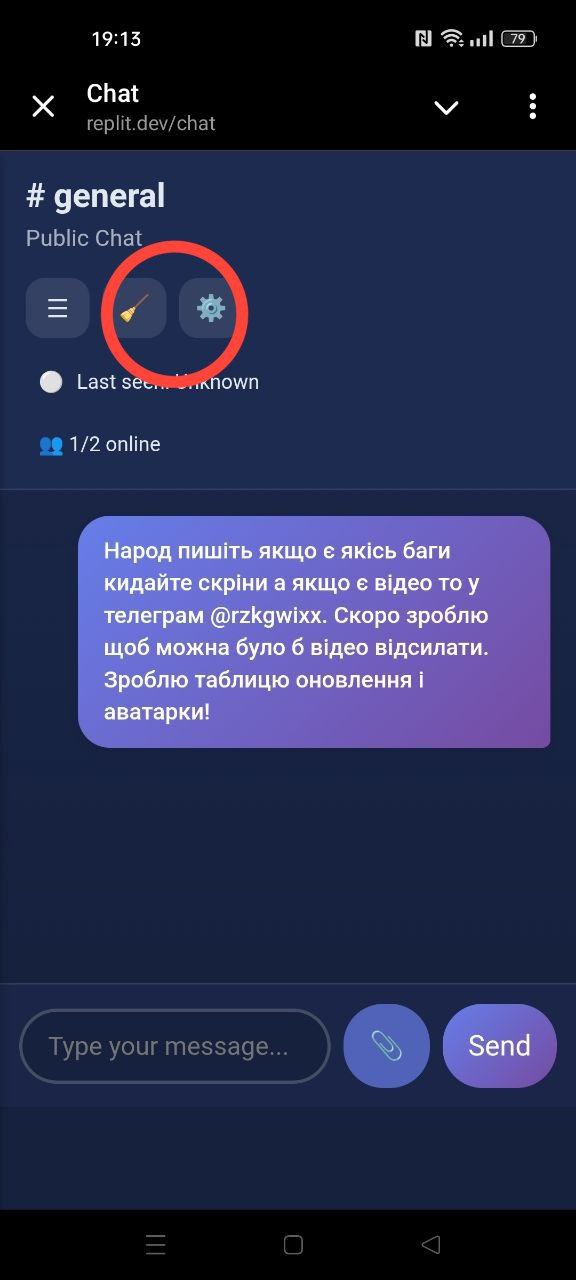 19:13
79
Chat
replit.dev/chat
# general
Public Chat
Last seen: Unknown
1/2 online
Народ пишіть якщо є якісь баги
кидайте скріни а якщо є відео то у
телеграм @rzkgwixx. Скоро зроблю
щоб можна було б відео відсилати.
Зроблю таблицю оновлення і
аватарки!
Type your message...
Send